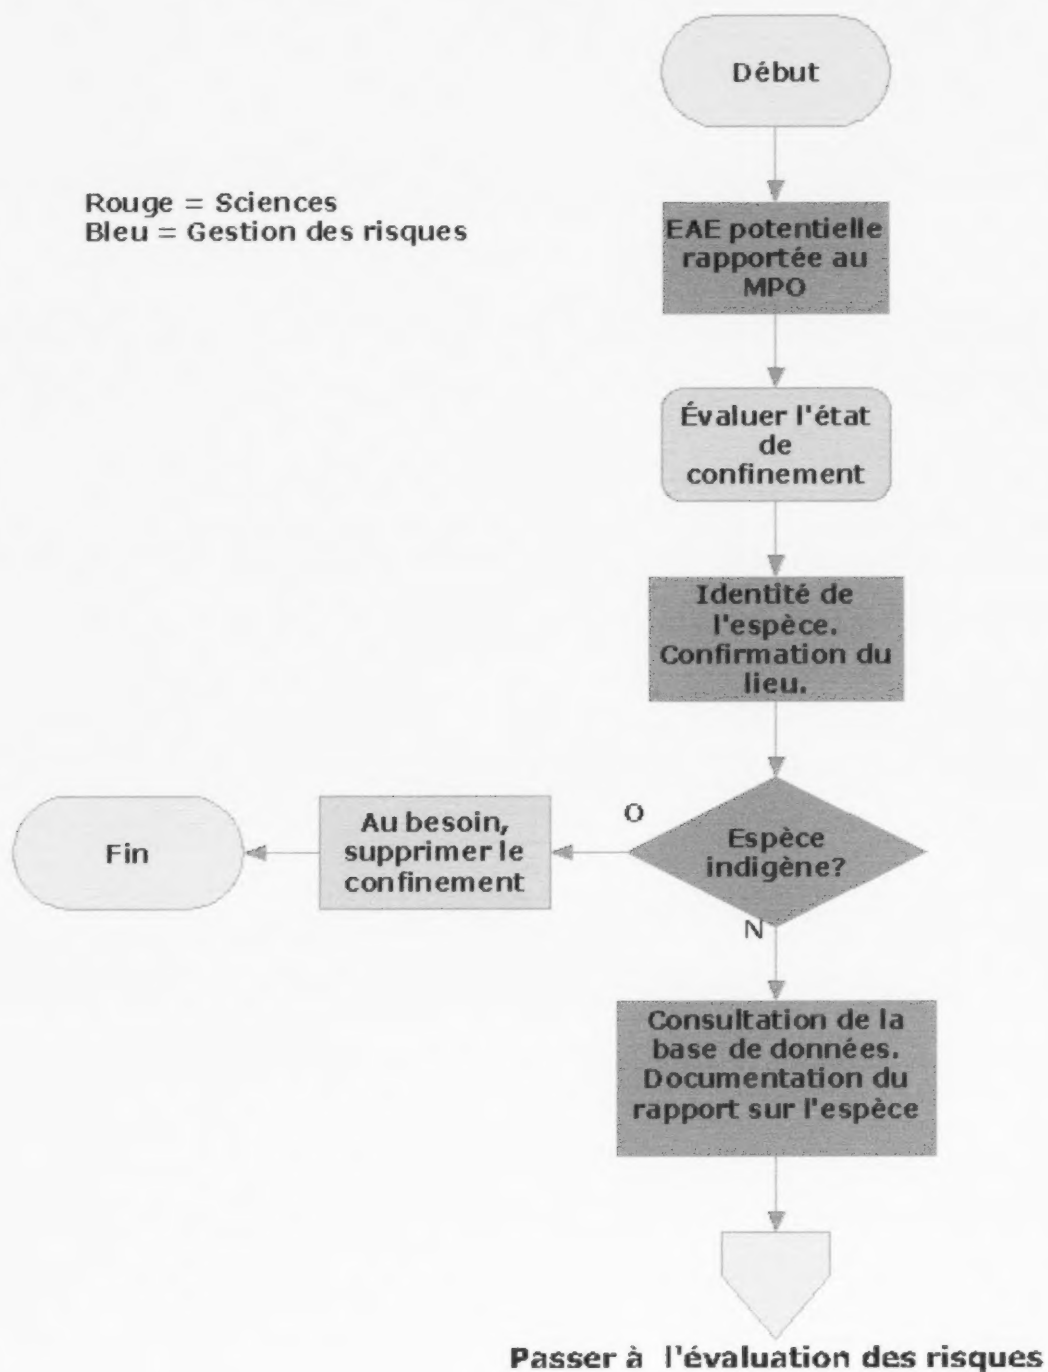 Début
Rouge = Sciences
Bleu = Gestion des risques
EAE potentielle
rapportée au
MPO
Évaluer l'état
de
confinement
Identité de
l'espèce.
Confirmation du
lieu.
Espèce
indigène?
O
Au besoin,
supprimer le
confinement
Fin
N
Consultation de la
base de données.
Documentation du
rapport sur l'espèce
Passer à l'évaluation des risques